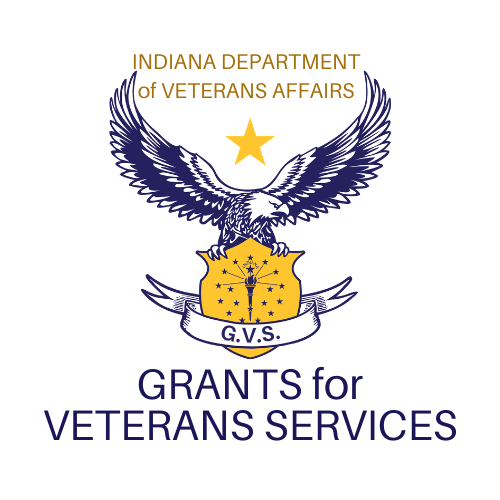 INDIANA DEPARTMENT
of VETERANS AFFAIRS
G.V.S.
GRANTS for
VETERANS SERVICES